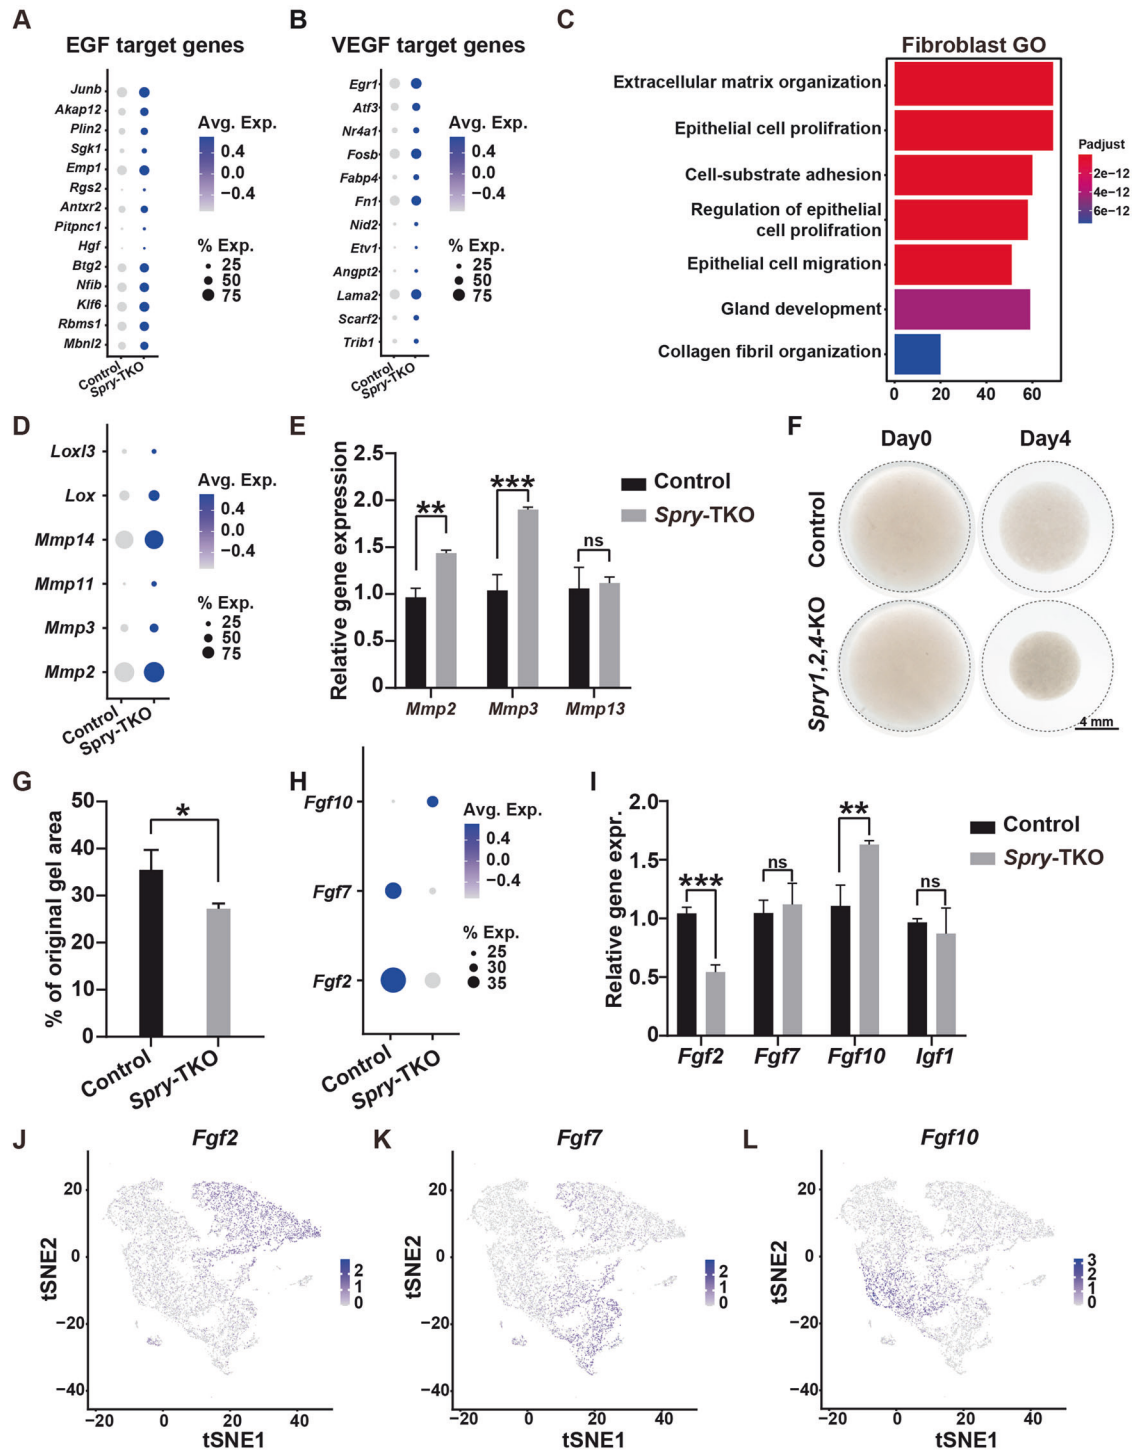 A
EGF target genes
Junb
Akap12
Plin2
Sgk1
Emp1
Rgs2
Antxr2
Pitpnc1
Hgf
Btg2
Nfib
Klf6
Rbms1
Mbnl2
Control
Spry-TKO
Avg. Exp.
0.4
0.0
−0.4
% Exp.
25
50
75
B
VEGF target genes
Egr1
Atf3
Nr4a1
Fosb
Fabp4
Fn1
Nid2
Etv1
Angpt2
Lama2
Scarf2
Trib1
Control
Spry-TKO
Avg. Exp.
0.4
0.0
−0.4
% Exp.
25
50
75
C
Fibroblast GO
Extracellular matrix organization
Epithelial cell prolifration
Cell-substrate adhesion
Regulation of epithelial
cell prolifration
Epithelial cell migration
Gland development
Collagen fibril organization
0 20 40 60
Padjust
2e−12
4e−12
6e−12
D
Loxl3
Lox
Mmp14
Mmp11
Mmp3
Mmp2
Control
Spry-TKO
Avg. Exp.
0.4
0.0
−0.4
% Exp.
25
50
75
E
Relative gene expression
2.5
2.0
1.5
1.0
0.5
0
** *** ns
Mmp2 Mmp3 Mmp13
Control
Spry-TKO
F
Day0 Day4
Control
Spry1,2,4-KO
4 mm
G
% of original gel area
50
40
30
20
10
0
*
Control
Spry-TKO
H
Fgf10
Fgf7
Fgf2
Control
Spry-TKO
Avg. Exp.
0.4
0.0
−0.4
% Exp.
25
30
35
I
Relative gene expr.
2.0
1.5
1.0
0.5
0
*** ns ** ns
Fgf2 Fgf7 Fgf10 Igf1
Control
Spry-TKO
J
Fgf2
tSNE2
20
0
−20
−40
−20 0 20 40
tSNE1
2
1
0
K
Fgf7
tSNE2
20
0
−20
−40
−20 0 20 40
tSNE1
2
1
0
L
Fgf10
tSNE2
20
0
−20
−40
−20 0 20 40
tSNE1
3
2
1
0